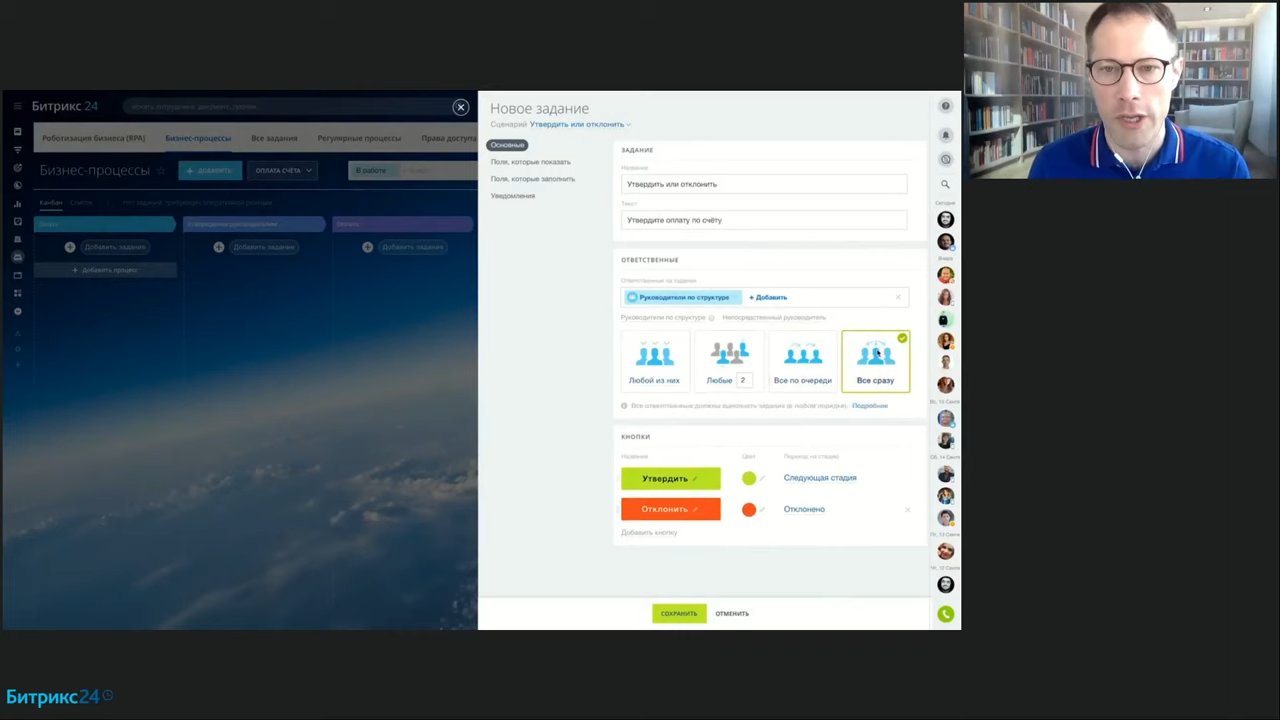 Битрикс 24
Роботизация бизнеса (RPA)
Бизнес-процессы
Все задания
Регулярные процессы
Права доступа
Бизнес-процессы
ДОБАВИТЬ
ОПЛАТА СЧЁТА
В работе
Канбан
Список
Оплата
Добавить задание
Добавить задание
Добавить задание
Добавить процесс
Новое задание
Сценарий Утвердить или отклонить
Основные
Поля, которые показать
Поля, которые заполнить
Уведомления
ЗАДАНИЕ
Название
Утвердить или отклонить
Текст
Утвердите оплату по счёту
ОТВЕТСТВЕННЫЕ
Ответственные за задание
Руководители по структуре
+ Добавить
Руководители по структуре
Непосредственный руководитель
Любой из них
Любые 2
Все по очереди
Все сразу
Все ответственные должны выполнить задание (в любом порядке). Подробнее
КНОПКИ
Название
Цвет
Переход на стадию
Утвердить
Следующая стадия
Отклонить
Отклонено
Добавить кнопку
СОХРАНИТЬ
ОТМЕНИТЬ
Сегодня
Вчера
Битрикс24